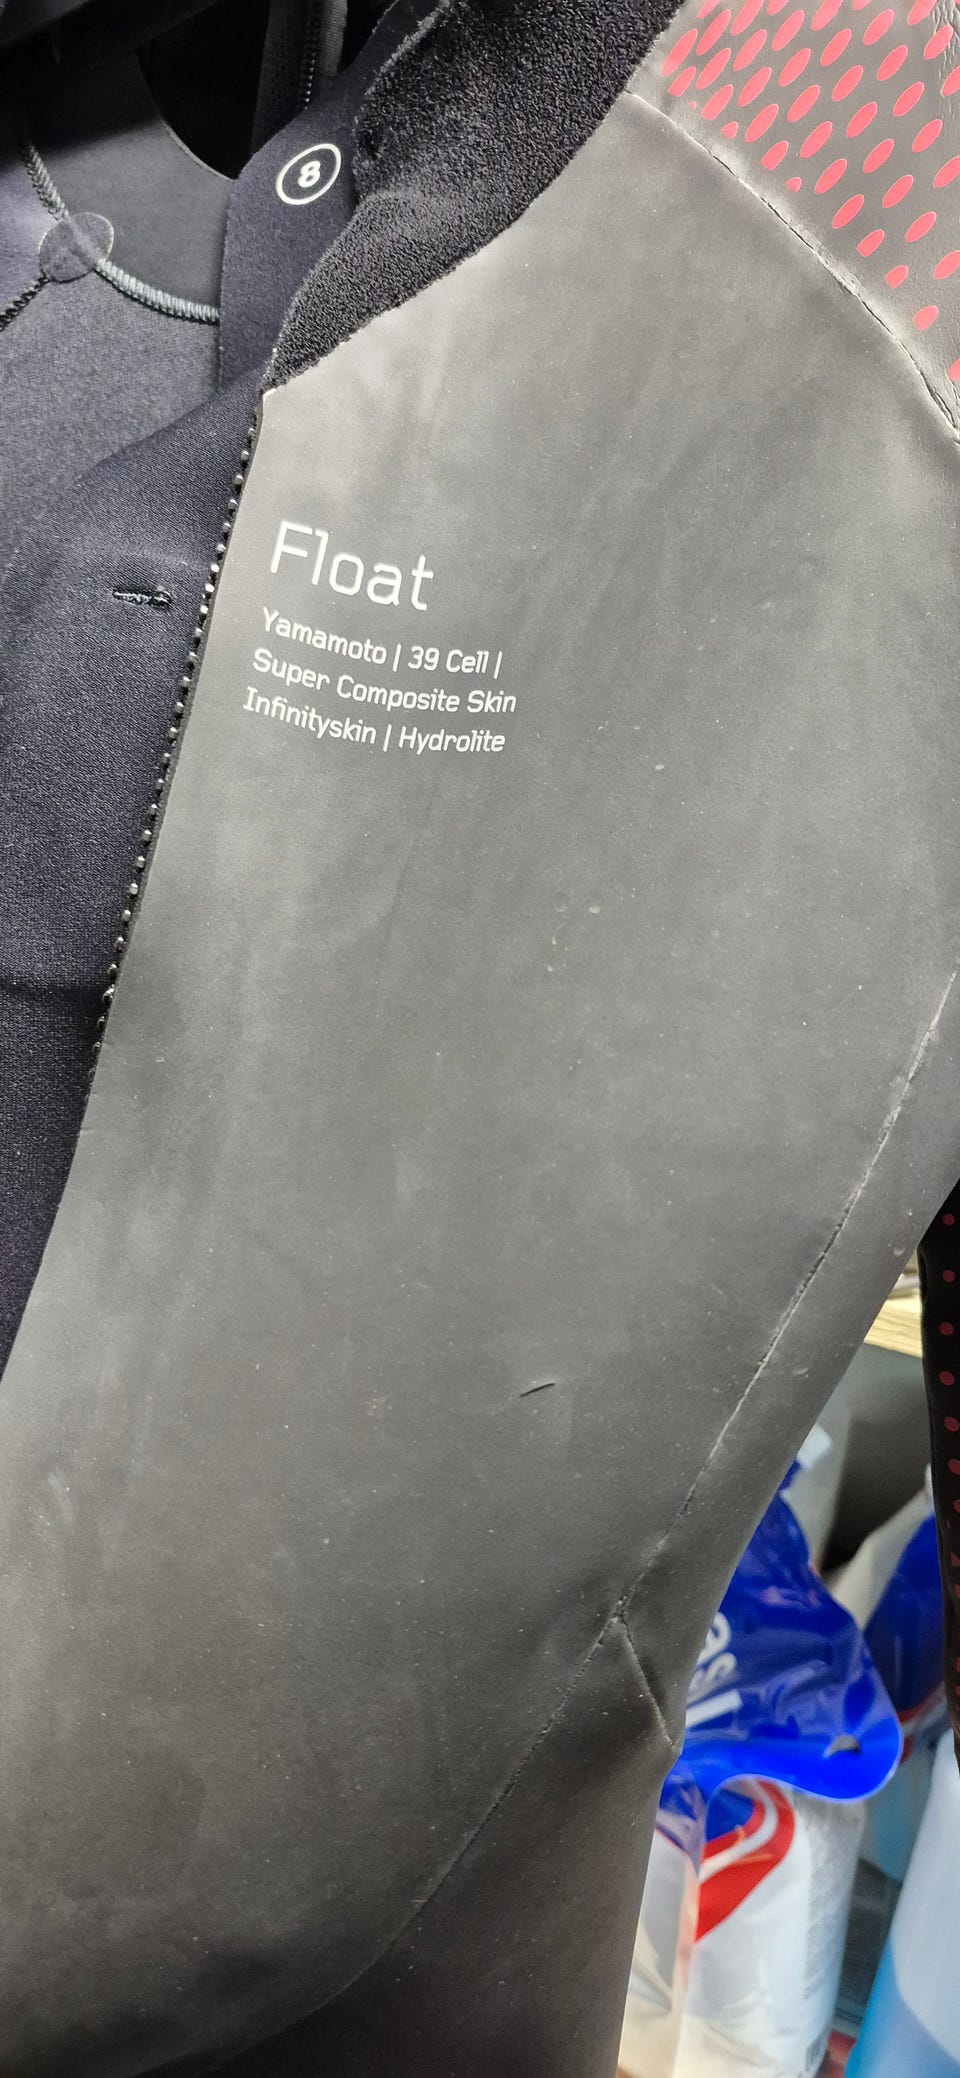 8
Float
Yamamoto | 39 Cell |
Super Composite Skin
Infinityskin | Hydrolite